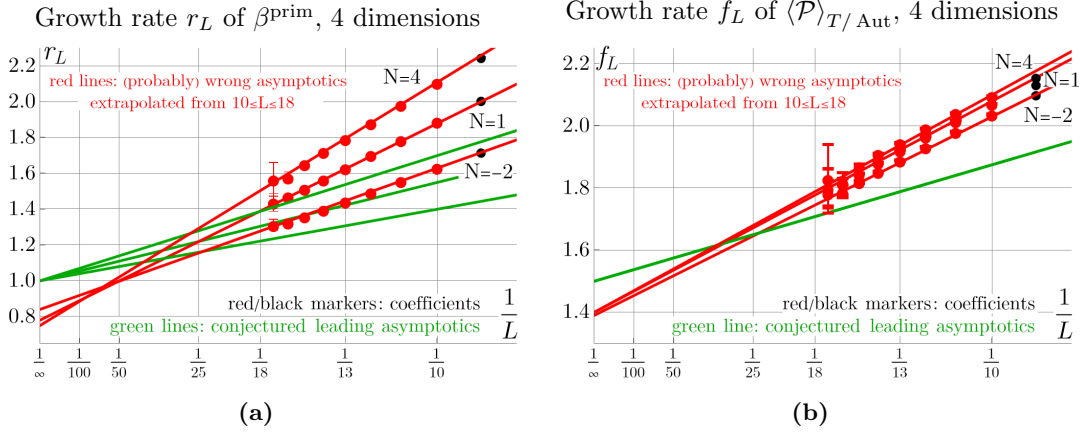 Growth rate r_L of β^prim, 4 dimensions
r_L
2.2
2.0
1.8
1.6
1.4
1.2
1.0
0.8
red lines: (probably) wrong asymptotics
extrapolated from 10≤L≤18
N=4
N=1
N=−2
red/black markers: coefficients
green lines: conjectured leading asymptotics
1/L
1/∞ 1/100 1/50 1/25 1/18 1/13 1/10
(a)
Growth rate f_L of ⟨P⟩_T/Aut, 4 dimensions
f_L
2.2
2.0
1.8
1.6
1.4
red lines: (probably) wrong asymptotics
extrapolated from 10≤L≤18
N=4
N=1
N=−2
red/black markers: coefficients
green line: conjectured leading asymptotics
1/L
1/∞ 1/100 1/50 1/25 1/18 1/13 1/10
(b)